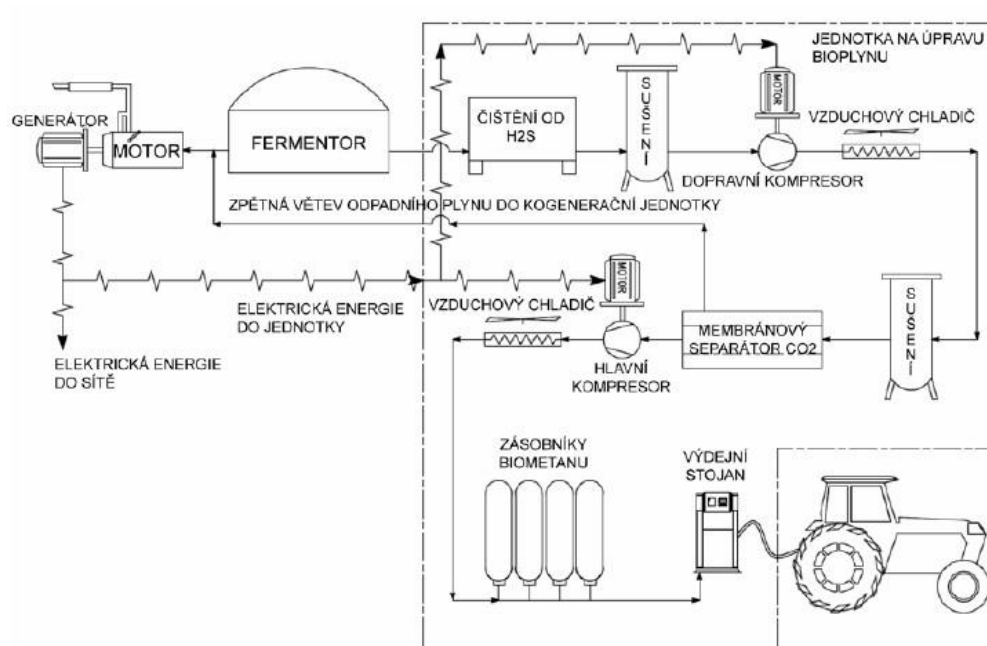 JEDNOTKA NA ÚPRAVU
BIOPLYNU
GENERÁTOR
MOTOR
FERMENTOR
ČIŠTĚNÍ OD
H2S
SUŠENÍ
MOTOR
VZDUCHOVÝ CHLADIČ
DOPRAVNÍ KOMPRESOR
ZPĚTNÁ VĚTEV ODPADNÍHO PLYNU DO KOGENERAČNÍ JEDNOTKY
ELEKTRICKÁ ENERGIE
DO JEDNOTKY
ELEKTRICKÁ ENERGIE
DO SÍTĚ
VZDUCHOVÝ CHLADIČ
MOTOR
HLAVNÍ
KOMPRESOR
MEMBRÁNOVÝ
SEPARÁTOR CO2
SUŠENÍ
ZÁSOBNÍKY
BIOMETANU
VÝDEJNÍ
STOJAN